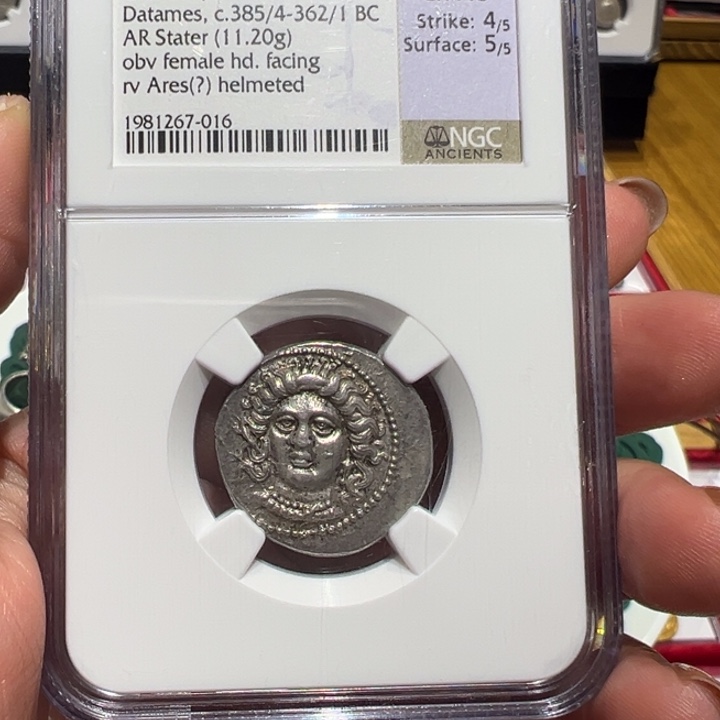 Datames, c.385/4-362/1 BC
AR Stater (11.20g)
obv female hd. facing
rv Ares(?) helmeted
1981267-016
Strike: 4/5
Surface: 5/5
NGC
ANCIENTS